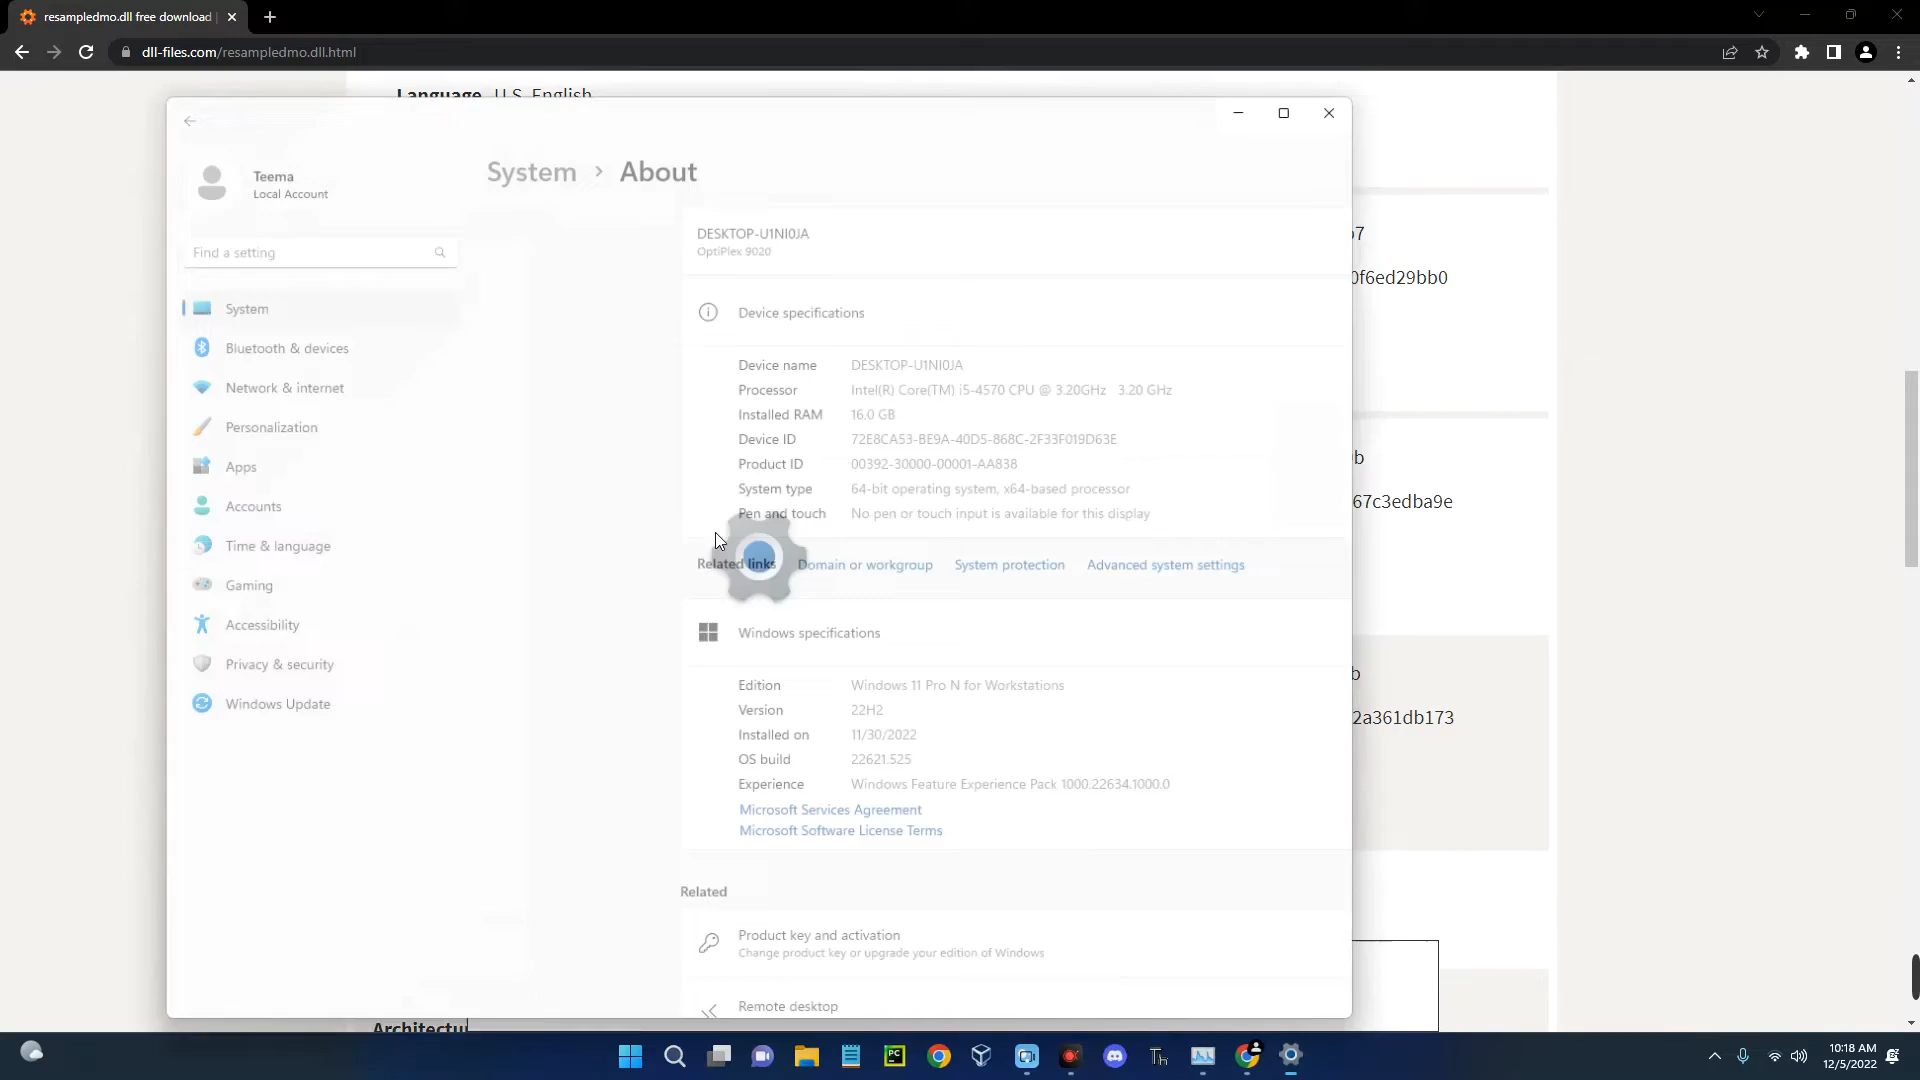 resampledmo.dll free download
dll-files.com/resampledmo.dll.html
Language U.S. English
Teema
Local Account
System > About
Find a setting
DESKTOP-U1NI0JA
OptiPlex 9020
b7
0f6ed29bb0
System
Bluetooth & devices
Network & internet
Personalization
Apps
Accounts
Time & language
Gaming
Accessibility
Privacy & security
Windows Update
Device specifications
Device name DESKTOP-U1NI0JA
Processor Intel(R) Core(TM) i5-4570 CPU @ 3.20GHz 3.20 GHz
Installed RAM 16.0 GB
Device ID 72E8CA53-BE9A-40D5-868C-2F33F019D63E
Product ID 00392-30000-00001-AA838
System type 64-bit operating system, x64-based processor
Pen and touch No pen or touch input is available for this display
67c3edba9e
Related links Domain or workgroup System protection Advanced system settings
Windows specifications
Edition Windows 11 Pro N for Workstations
Version 22H2
Installed on 11/30/2022
OS build 22621.525
Experience Windows Feature Experience Pack 1000.22634.1000.0
Microsoft Services Agreement
Microsoft Software License Terms
b
2a361db173
Related
Product key and activation
Change product key or upgrade your edition of Windows
Remote desktop
Architectu
PC
10:18 AM
12/5/2022